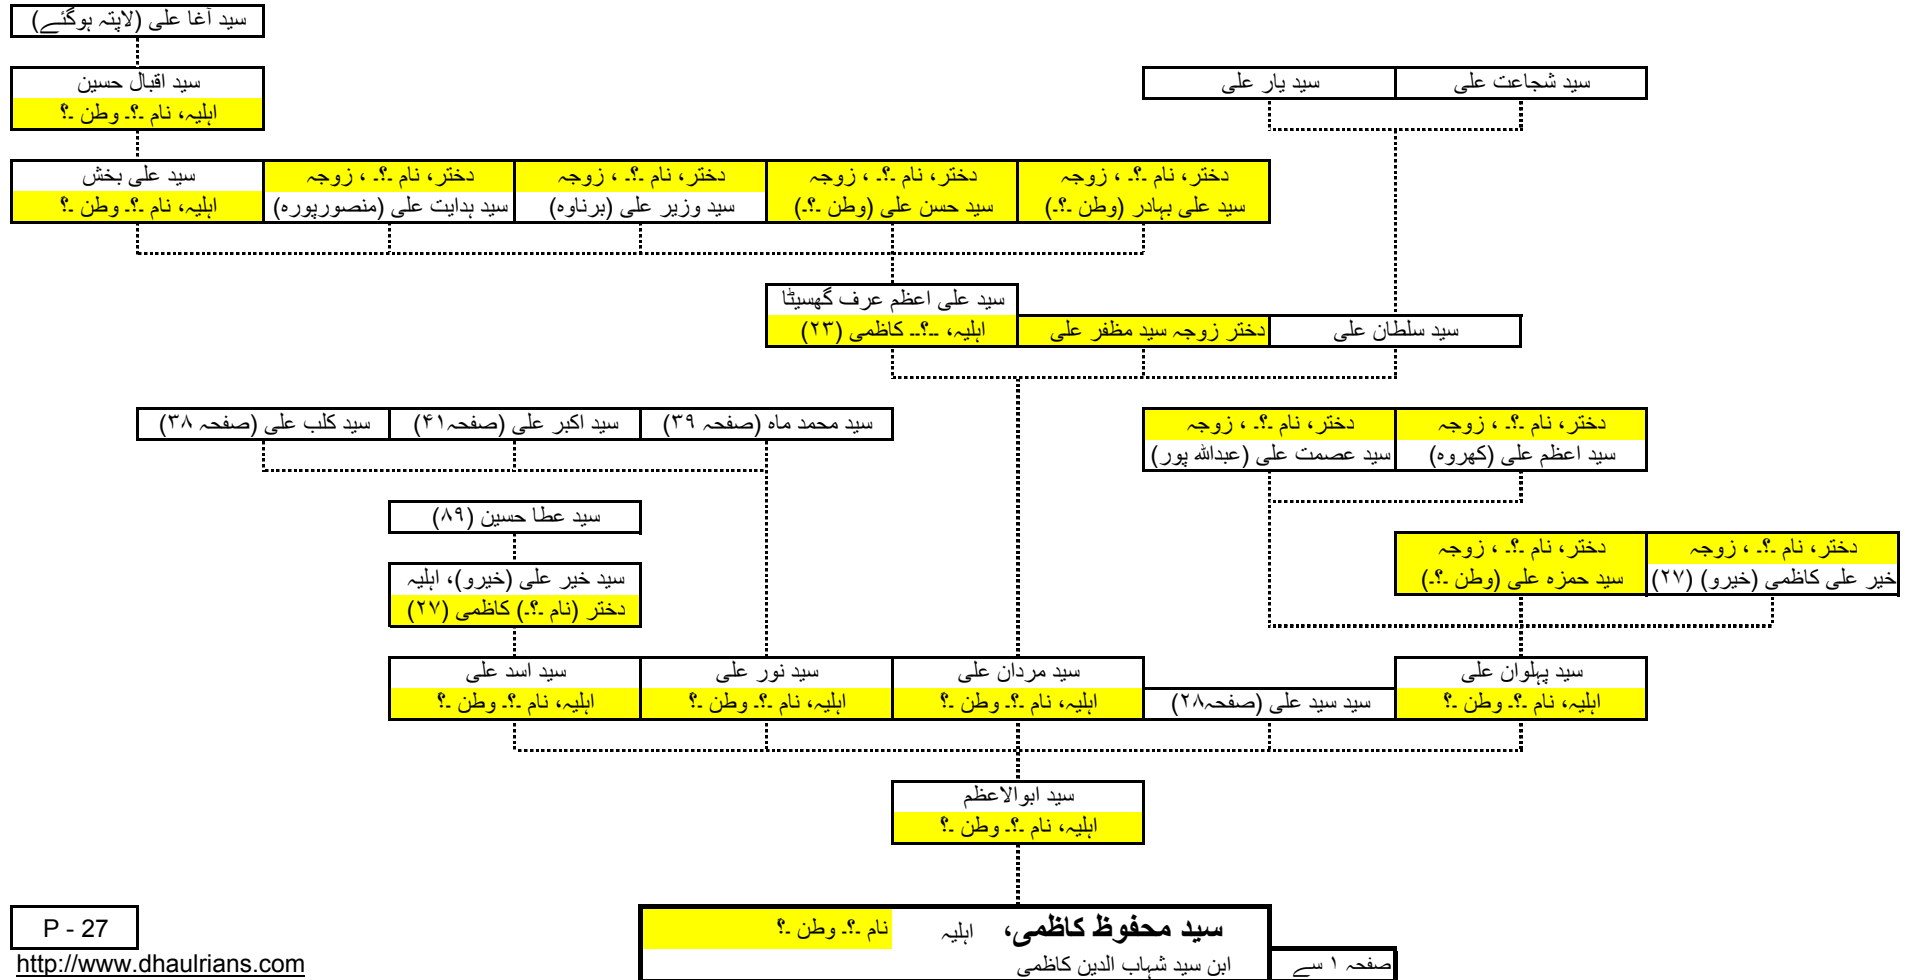 سید آغا علی (لاپتہ ہوگئے)
سید اقبال حسین
اہلیہ، نام ـ؟ـ وطن ـ؟
سید شجاعت علی
سید یار علی
دختر، نام ـ؟ـ ، زوجہ
سید علی بہادر (وطن ـ؟ـ)
دختر، نام ـ؟ـ ، زوجہ
سید حسن علی (وطن ـ؟ـ)
دختر، نام ـ؟ـ ، زوجہ
سید وزیر علی (برناوہ)
دختر، نام ـ؟ـ ، زوجہ
سید ہدایت علی (منصورپورہ)
سید علی بخش
اہلیہ، نام ـ؟ـ وطن ـ؟
سید سلطان علی
دختر زوجہ سید مظفر علی
سید علی اعظم عرف گھسیٹا
اہلیہ، ــ؟ــ کاظمی (۲۳)
دختر، نام ـ؟ـ ، زوجہ
سید اعظم علی (کھروہ)
دختر، نام ـ؟ـ ، زوجہ
سید عصمت علی (عبداللہ پور)
سید محمد ماہ (صفحہ ۳۹)
سید اکبر علی (صفحہ۴۱)
سید کلب علی (صفحہ ۳۸)
سید عطا حسین (۸۹)
دختر، نام ـ؟ـ ، زوجہ
خیر علی کاظمی (خیرو) (۲۷)
دختر، نام ـ؟ـ ، زوجہ
سید حمزہ علی (وطن ـ؟ـ)
سید خیر علی (خیرو)، اہلیہ
دختر (نام ـ؟ـ) کاظمی (۲۷)
سید پہلوان علی
اہلیہ، نام ـ؟ـ وطن ـ؟
سید سید علی (صفحہ۲۸)
سید مردان علی
اہلیہ، نام ـ؟ـ وطن ـ؟
سید نور علی
اہلیہ، نام ـ؟ـ وطن ـ؟
سید اسد علی
اہلیہ، نام ـ؟ـ وطن ـ؟
سید ابوالاعظم
اہلیہ، نام ـ؟ـ وطن ـ؟
سید محفوظ کاظمی، اہلیہ نام ـ؟ـ وطن ـ؟
ابن سید شہاب الدین کاظمی
صفحہ ۱ سے
P - 27
http://www.dhaulrians.com